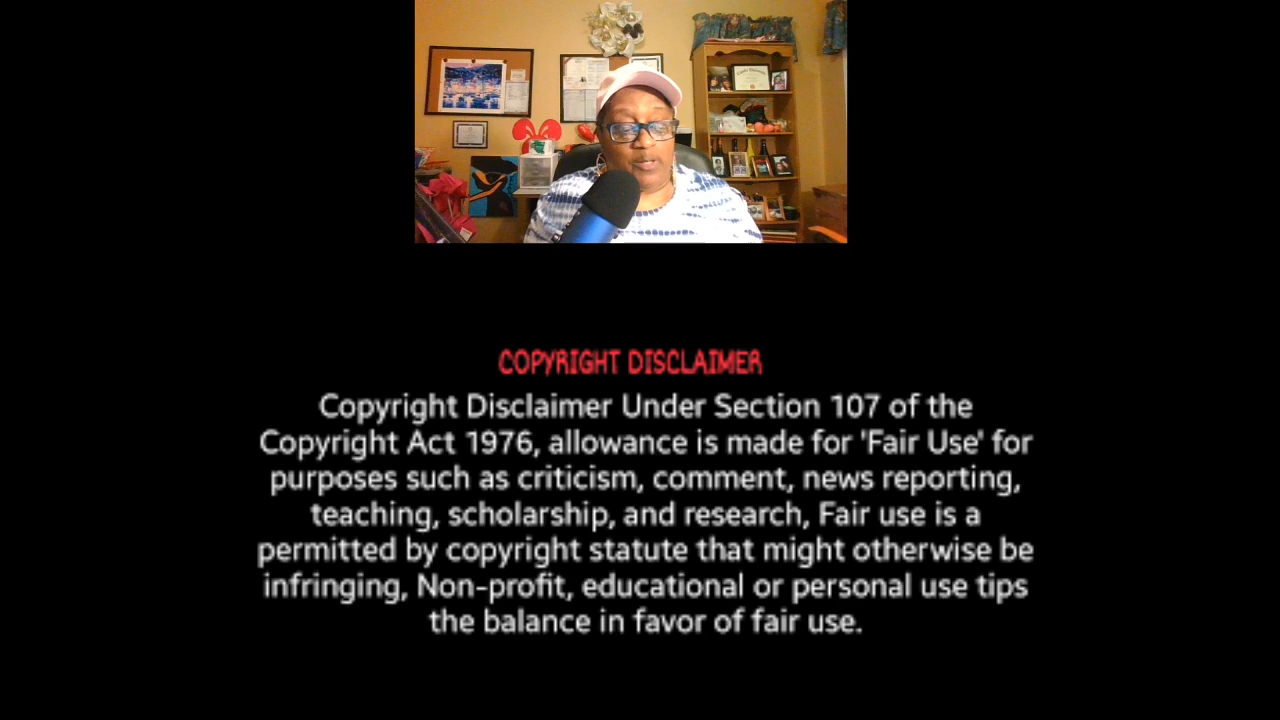 COPYRIGHT DISCLAIMER
Copyright Disclaimer Under Section 107 of the
Copyright Act 1976, allowance is made for 'Fair Use' for
purposes such as criticism, comment, news reporting,
teaching, scholarship, and research, Fair use is a
permitted by copyright statute that might otherwise be
infringing, Non-profit, educational or personal use tips
the balance in favor of fair use.